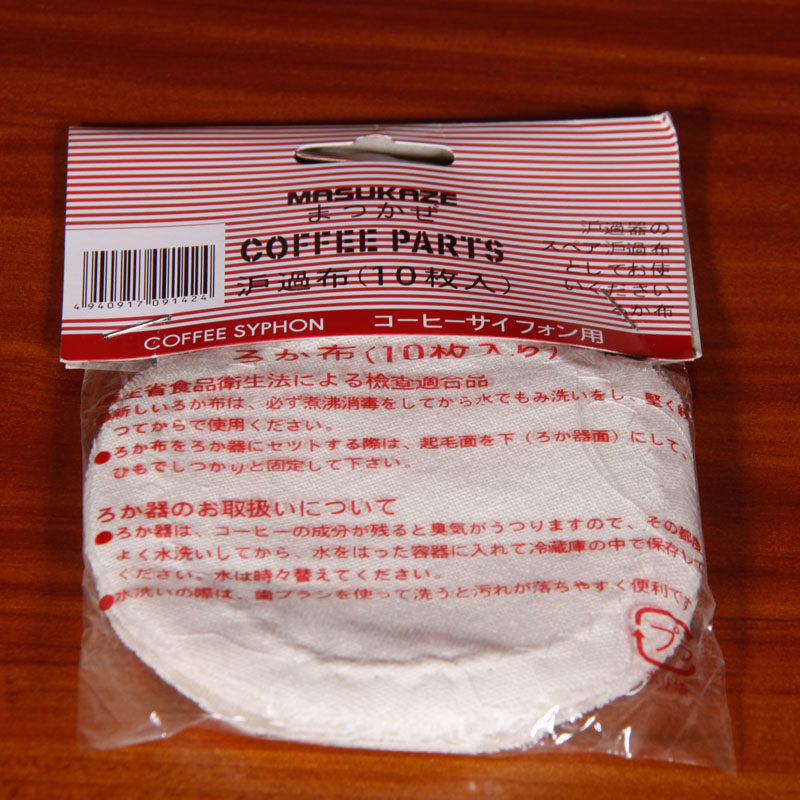 MASUKAZE
まつかぜ
COFFEE PARTS
沪過布(10枚入)
沪過器の
スペア沪過布
としてお使
いください
ろか布
4940917091424
COFFEE SYPHON コーヒーサイフォン用
ろか布(10枚入り)
生省食品衛生法による検査適合品
新しいろか布は、必ず煮沸消毒をしてから水でもみ洗いをし、堅く絞
つてからで使用ください。
●ろか布をろか器にセットする際は、起毛面を下(ろか器面)にして、
ひもでしつかりと固定して下さい。
ろか器のお取扱いについて
●ろか器は、コーヒーの成分が残ると臭気がうつりますので、その都度
よく水洗いしてから、水をはった容器に入れて冷蔵庫の中で保存して
ください。水は時々替えてください。
●水洗いの際は、歯ブラシを使って洗うと汚れが落ちやすく便利です
プラ